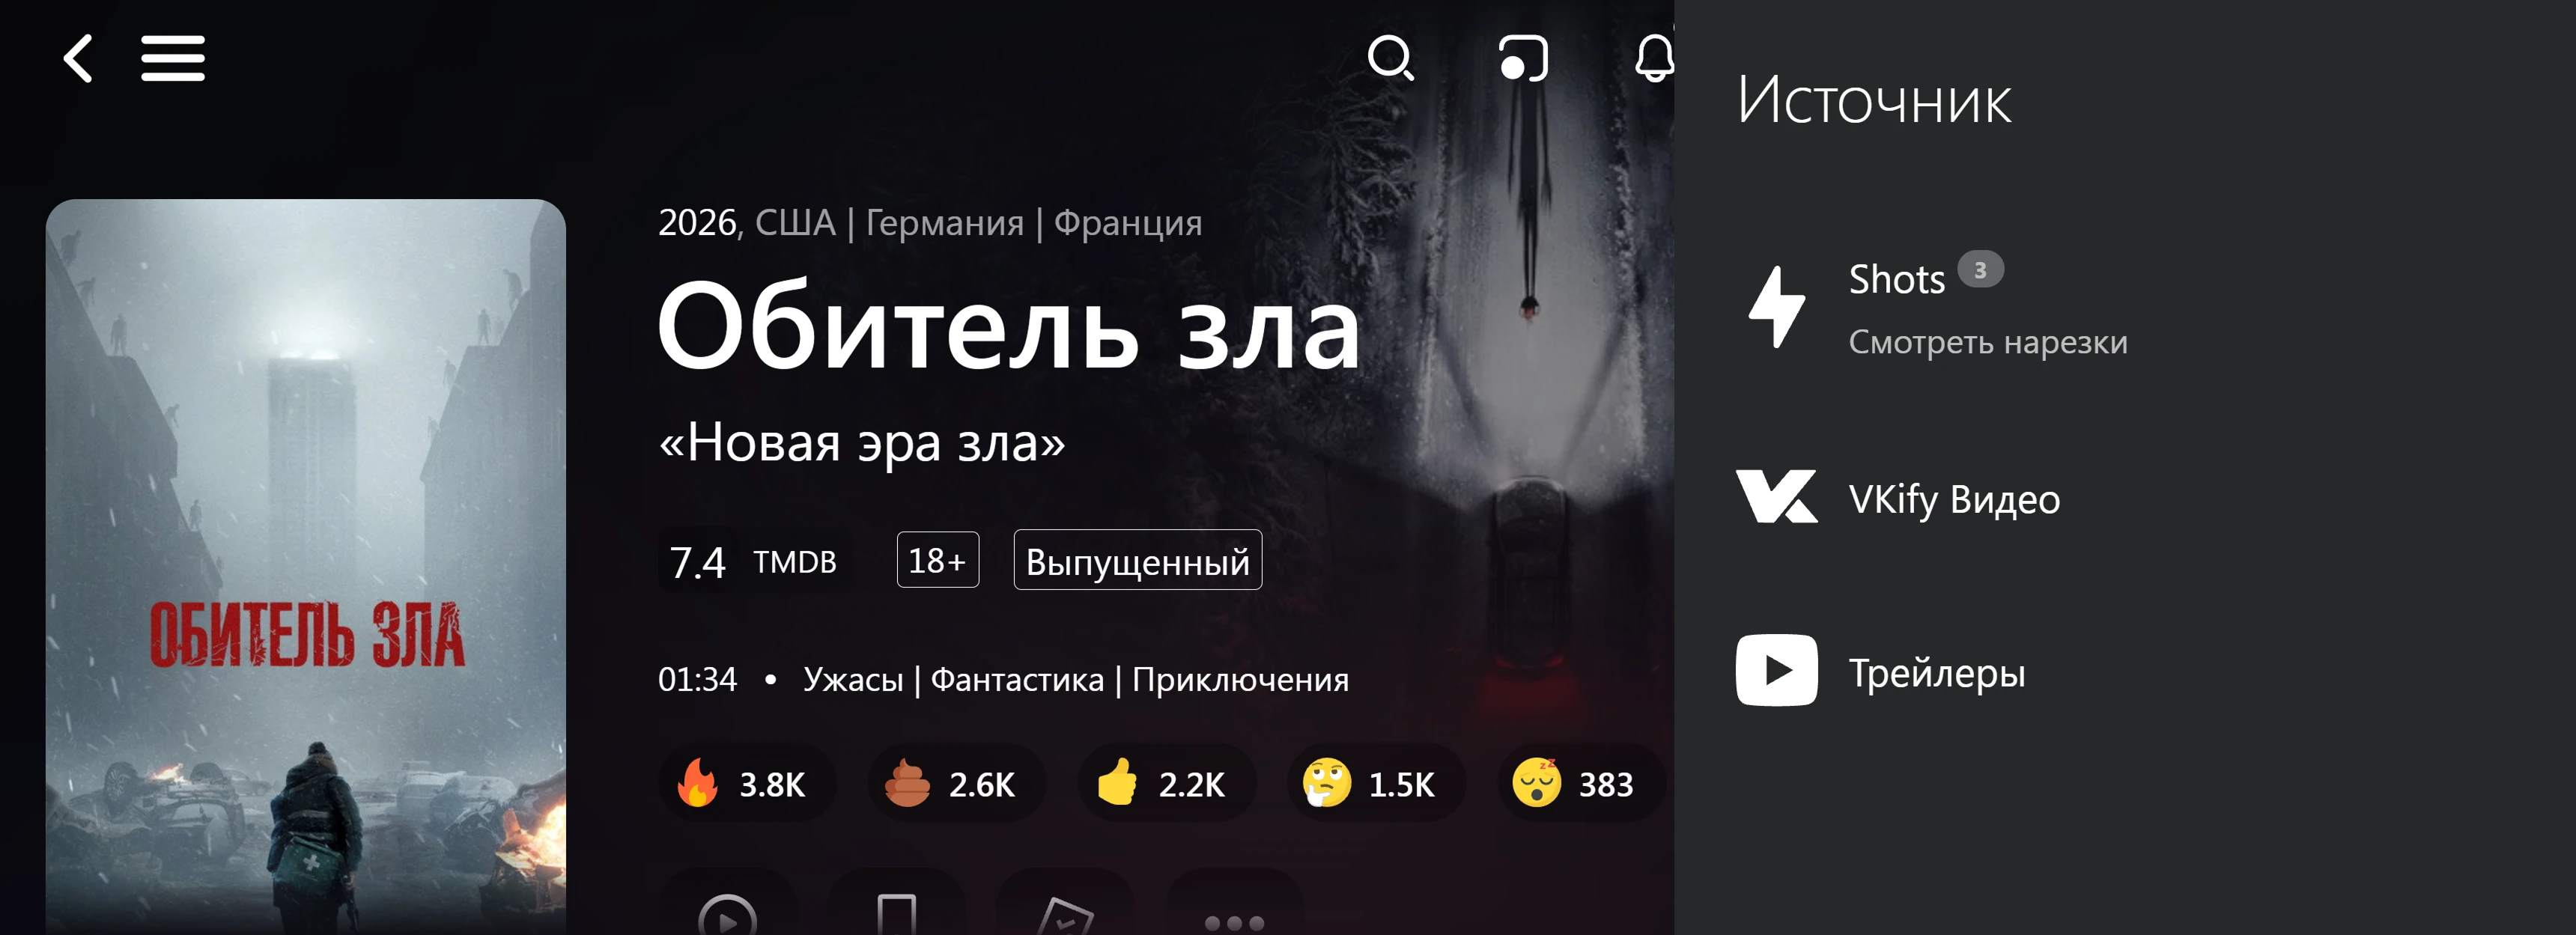 2026, США | Германия | Франция
Обитель зла
«Новая эра зла»
7.4 TMDB 18+ Выпущенный
01:34 • Ужасы | Фантастика | Приключения
3.8K 2.6K 2.2K 1.5K 383
ОБИТЕЛЬ ЗЛА
Источник
Shots 3
Смотреть нарезки
VKify Видео
Трейлеры